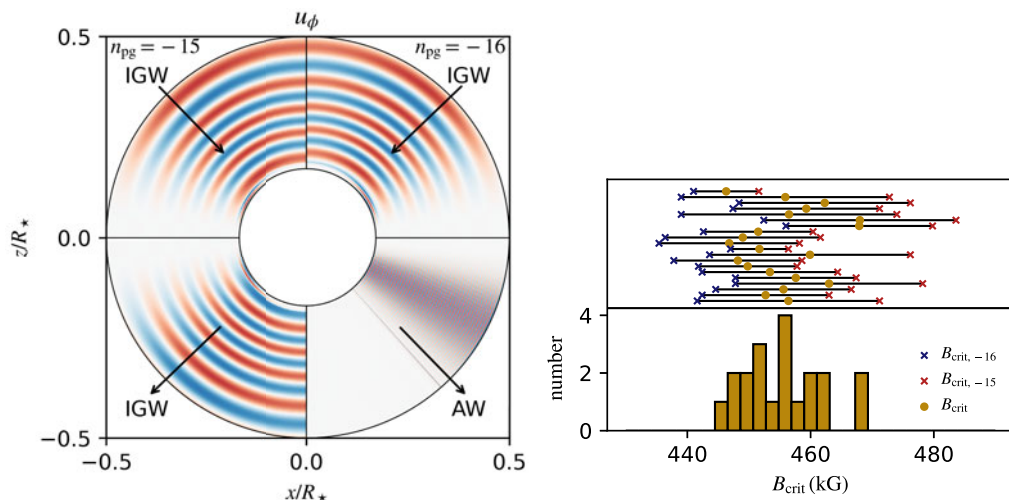 u_ϕ
n_pg = −15
n_pg = −16
IGW
IGW
IGW
AW
0.5
0.0
−0.5
z/R⋆
−0.5
0.0
0.5
x/R⋆
4
2
0
number
B_crit, −16
B_crit, −15
B_crit
440
460
480
B_crit (kG)